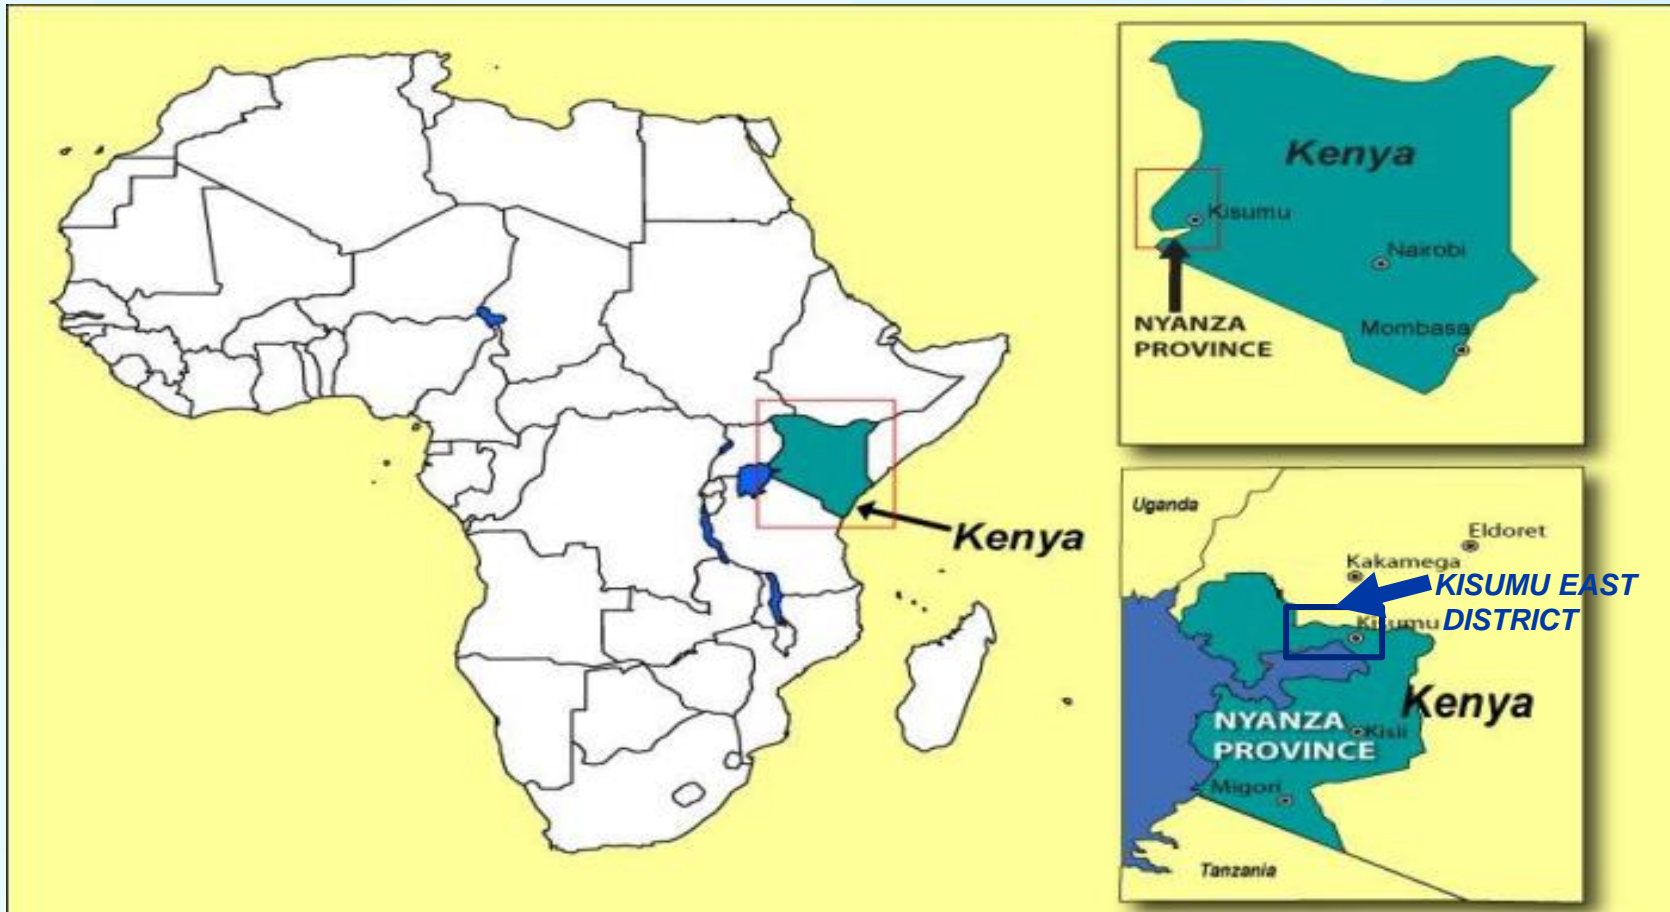 Kenya
Kenya
Kisumu
Nairobi
NYANZA
PROVINCE
Mombasa
Uganda
Eldoret
Kakamega
KISUMU EAST
DISTRICT
Kisumu
Kenya
NYANZA
PROVINCE
Kisii
Migori
Tanzania